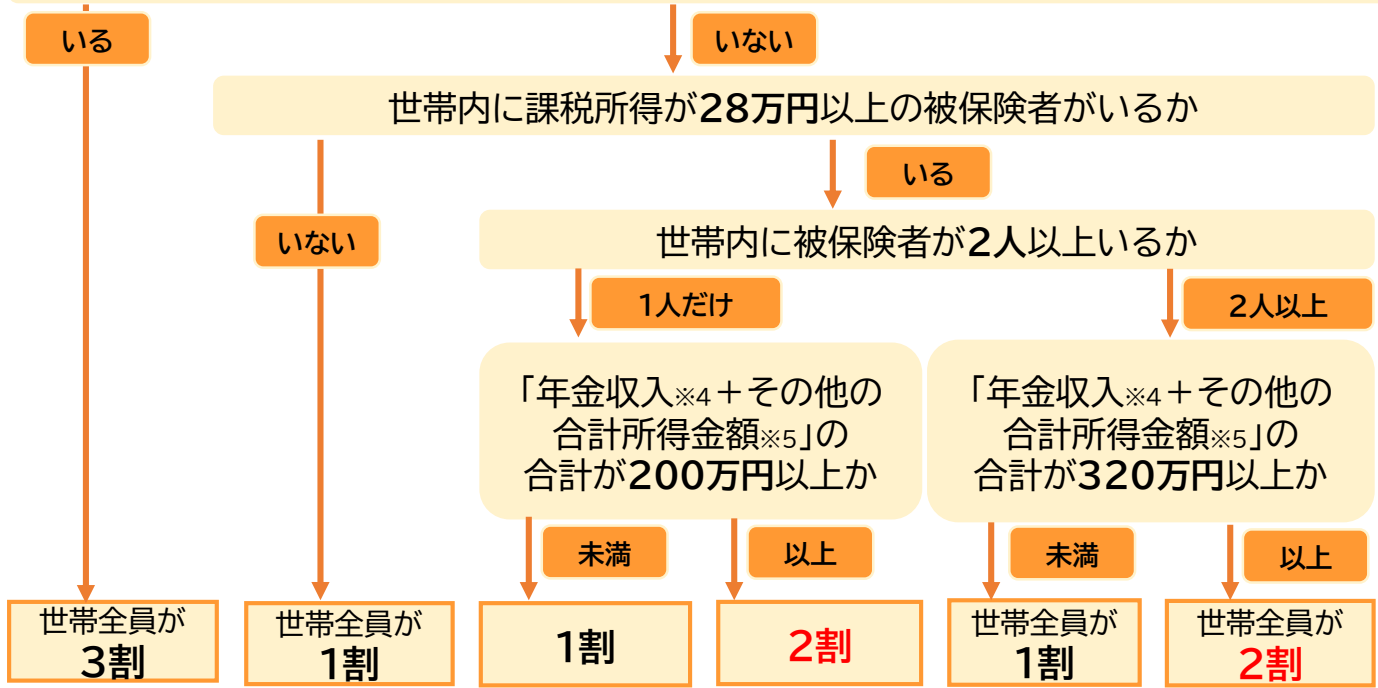 いる
いない
世帯内に課税所得が28万円以上の被保険者がいるか
いる
いない
世帯内に被保険者が2人以上いるか
1人だけ
2人以上
「年金収入※4＋その他の
合計所得金額※5」の
合計が200万円以上か
「年金収入※4＋その他の
合計所得金額※5」の
合計が320万円以上か
未満
以上
未満
以上
世帯全員が
3割
世帯全員が
1割
1割
2割
世帯全員が
1割
世帯全員が
2割